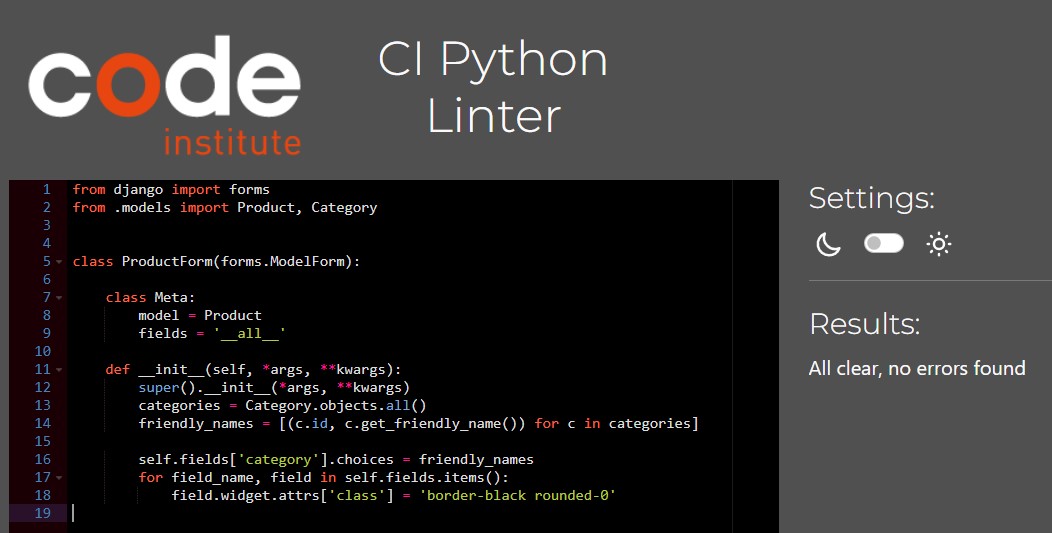 code
institute
CI Python
Linter
1 from django import forms
2 from .models import Product, Category
3
4
5 class ProductForm(forms.ModelForm):
6
7     class Meta:
8         model = Product
9         fields = '__all__'
10
11     def __init__(self, *args, **kwargs):
12         super().__init__(*args, **kwargs)
13         categories = Category.objects.all()
14         friendly_names = [(c.id, c.get_friendly_name()) for c in categories]
15
16         self.fields['category'].choices = friendly_names
17         for field_name, field in self.fields.items():
18             field.widget.attrs['class'] = 'border-black rounded-0'
19
Settings:
Results:
All clear, no errors found